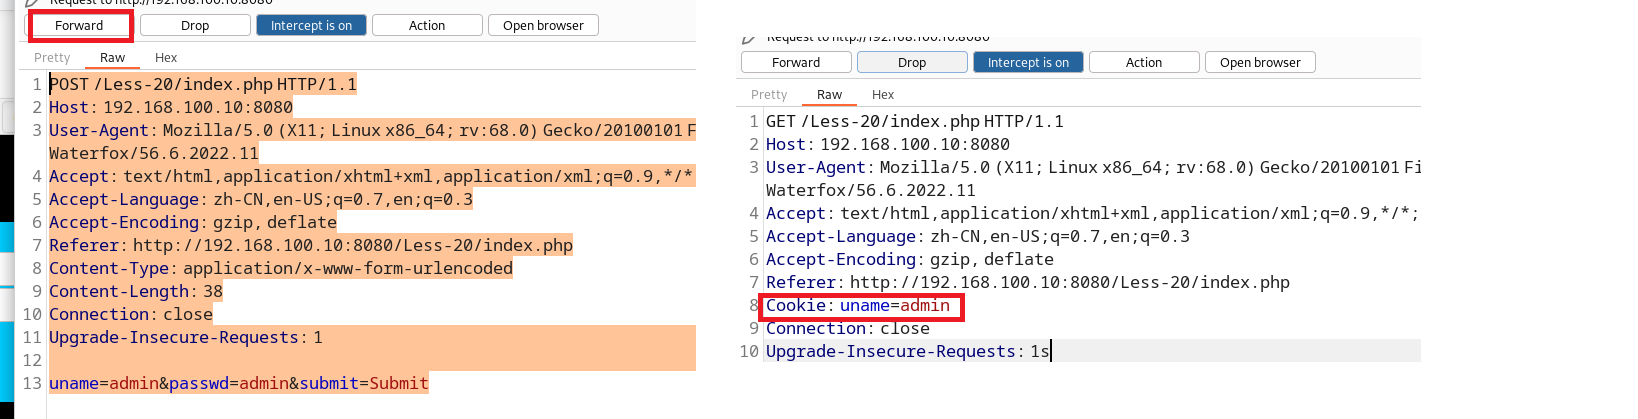 Request to http://192.168.100.10:8080
Forward Drop Intercept is on Action Open browser
Pretty Raw Hex
1 POST /Less-20/index.php HTTP/1.1
2 Host: 192.168.100.10:8080
3 User-Agent: Mozilla/5.0 (X11; Linux x86_64; rv:68.0) Gecko/20100101 F
Waterfox/56.6.2022.11
4 Accept: text/html,application/xhtml+xml,application/xml;q=0.9,*/*
5 Accept-Language: zh-CN,en-US;q=0.7,en;q=0.3
6 Accept-Encoding: gzip, deflate
7 Referer: http://192.168.100.10:8080/Less-20/index.php
8 Content-Type: application/x-www-form-urlencoded
9 Content-Length: 38
10 Connection: close
11 Upgrade-Insecure-Requests: 1
12
13 uname=admin&passwd=admin&submit=Submit
Request to http://192.168.100.10:8080
Forward Drop Intercept is on Action Open browser
Pretty Raw Hex
1 GET /Less-20/index.php HTTP/1.1
2 Host: 192.168.100.10:8080
3 User-Agent: Mozilla/5.0 (X11; Linux x86_64; rv:68.0) Gecko/20100101 Fi
Waterfox/56.6.2022.11
4 Accept: text/html,application/xhtml+xml,application/xml;q=0.9,*/*;
5 Accept-Language: zh-CN,en-US;q=0.7,en;q=0.3
6 Accept-Encoding: gzip, deflate
7 Referer: http://192.168.100.10:8080/Less-20/index.php
8 Cookie: uname=admin
9 Connection: close
10 Upgrade-Insecure-Requests: 1s